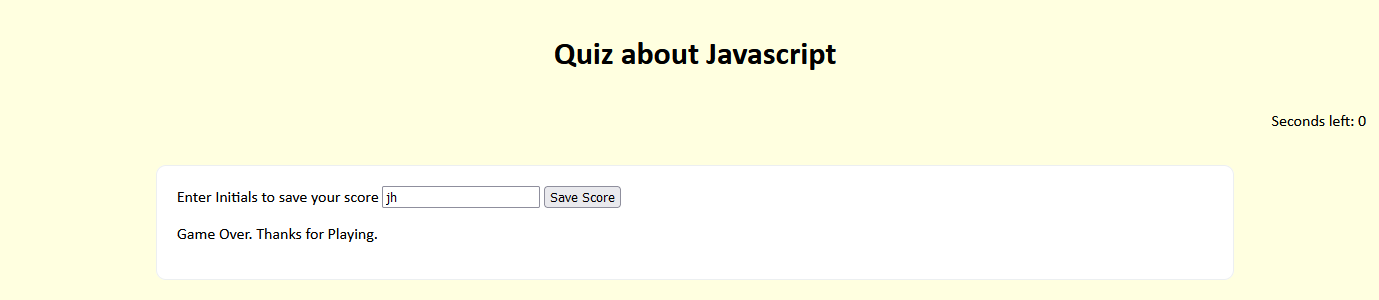 Quiz about Javascript
Seconds left: 0
Enter Initials to save your score jh Save Score
Game Over. Thanks for Playing.